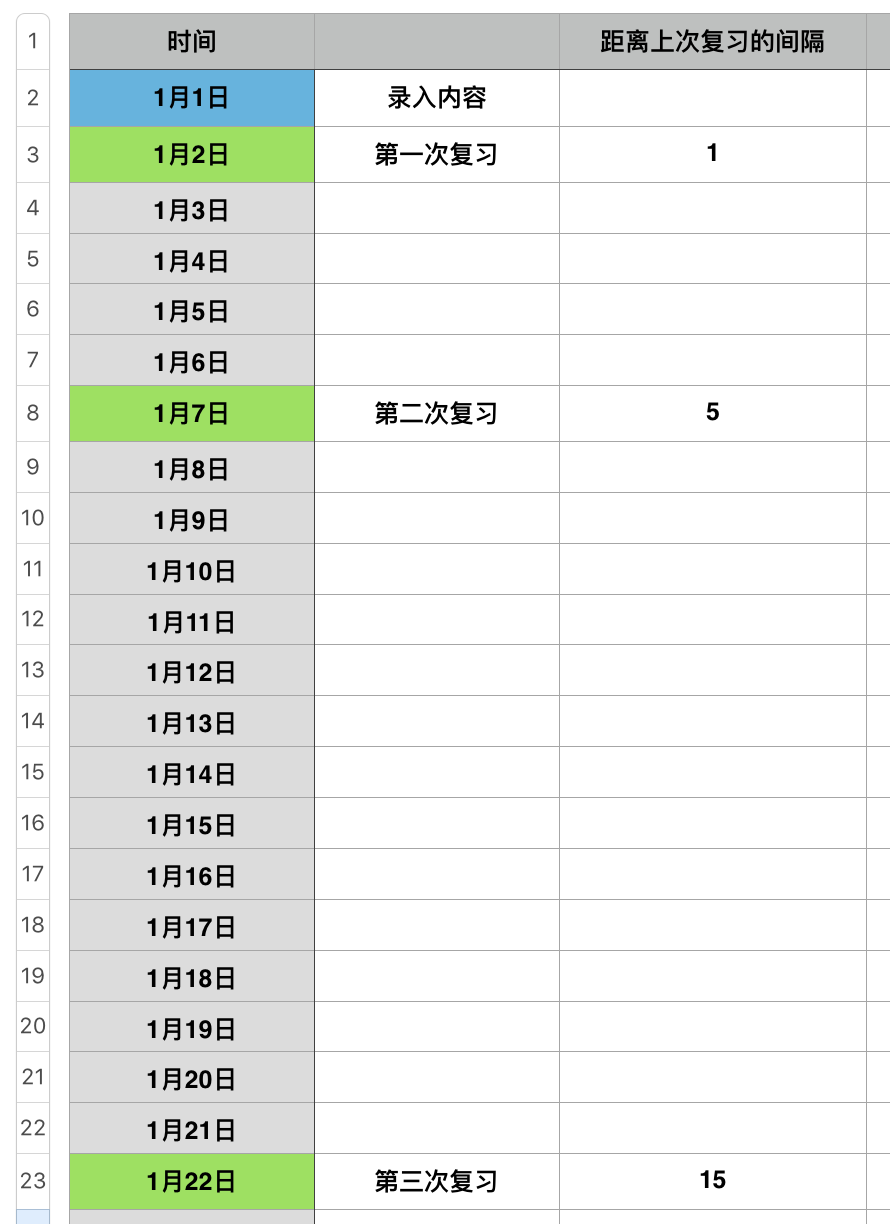 1 时间 距离上次复习的间隔
2 1月1日 录入内容
3 1月2日 第一次复习 1
4 1月3日
5 1月4日
6 1月5日
7 1月6日
8 1月7日 第二次复习 5
9 1月8日
10 1月9日
11 1月10日
12 1月11日
13 1月12日
14 1月13日
15 1月14日
16 1月15日
17 1月16日
18 1月17日
19 1月18日
20 1月19日
21 1月20日
22 1月21日
23 1月22日 第三次复习 15